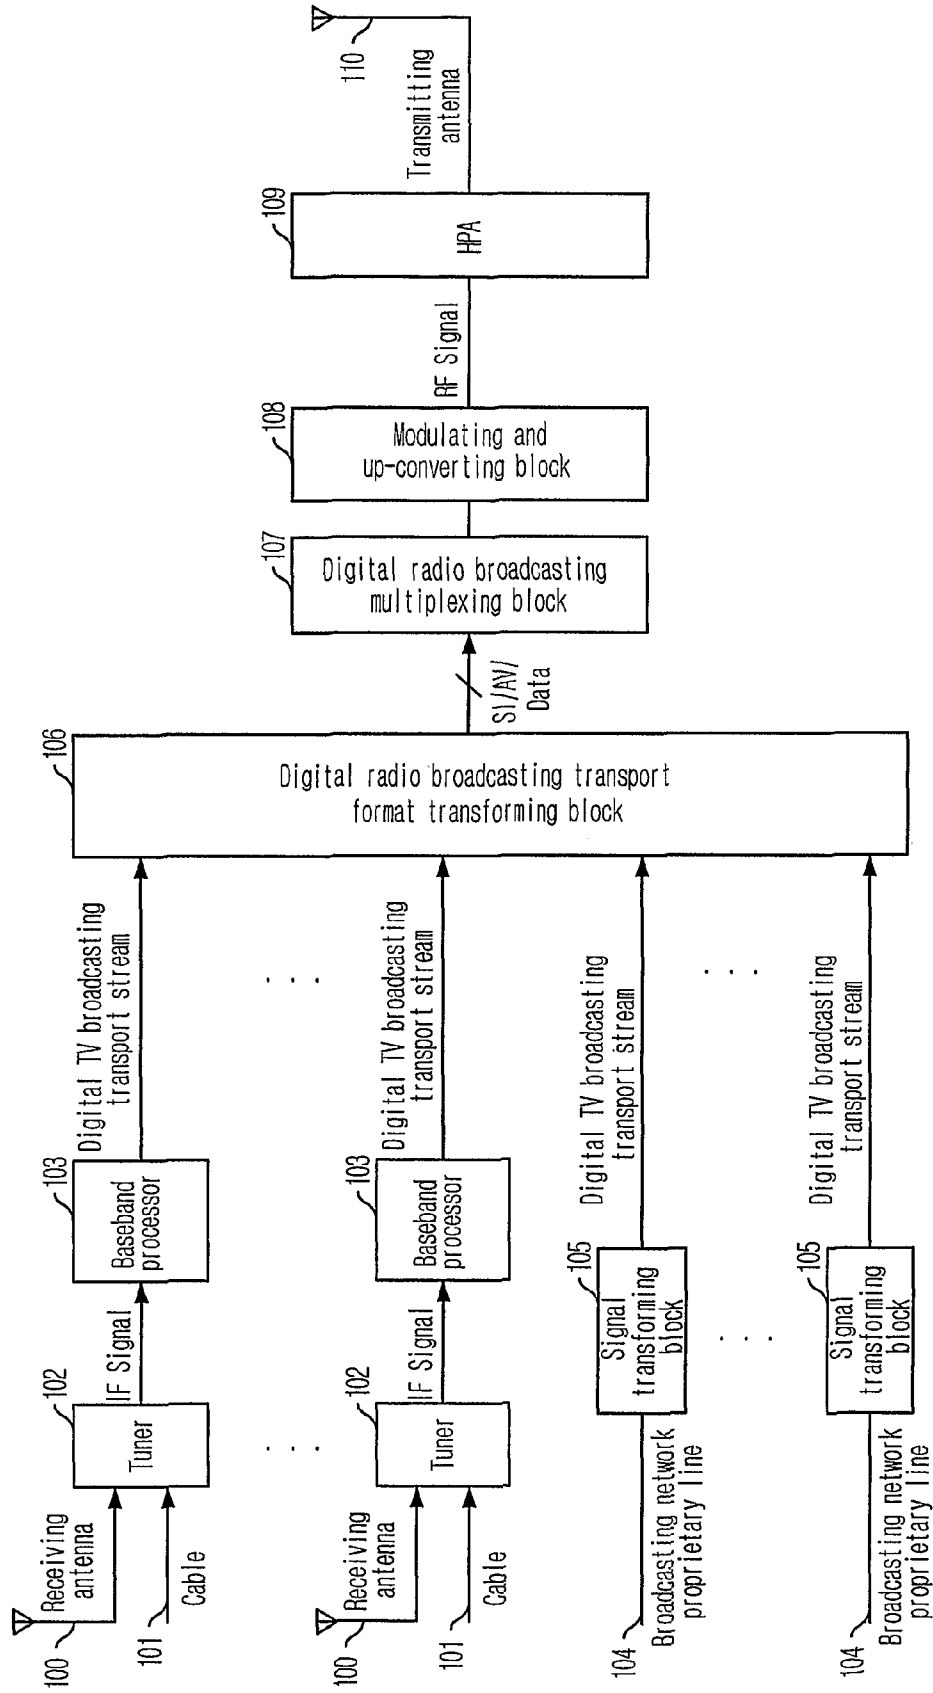 100
Receiving
antenna
101
Cable
102
Tuner
IF Signal
103
Baseband
processor
Digital TV broadcasting
transport stream
. . .
. . .
100
Receiving
antenna
101
Cable
102
Tuner
IF Signal
103
Baseband
processor
Digital TV broadcasting
transport stream
104
Broadcasting network
proprietary line
105
Signal
transforming
block
Digital TV broadcasting
transport stream
. . .
. . .
104
Broadcasting network
proprietary line
105
Signal
transforming
block
Digital TV broadcasting
transport stream
106
Digital radio broadcasting transport
format transforming block
SI/AV/
Data
107
Digital radio broadcasting
multiplexing block
108
Modulating and
up-converting block
RF Signal
109
HPA
Transmitting
antenna
110